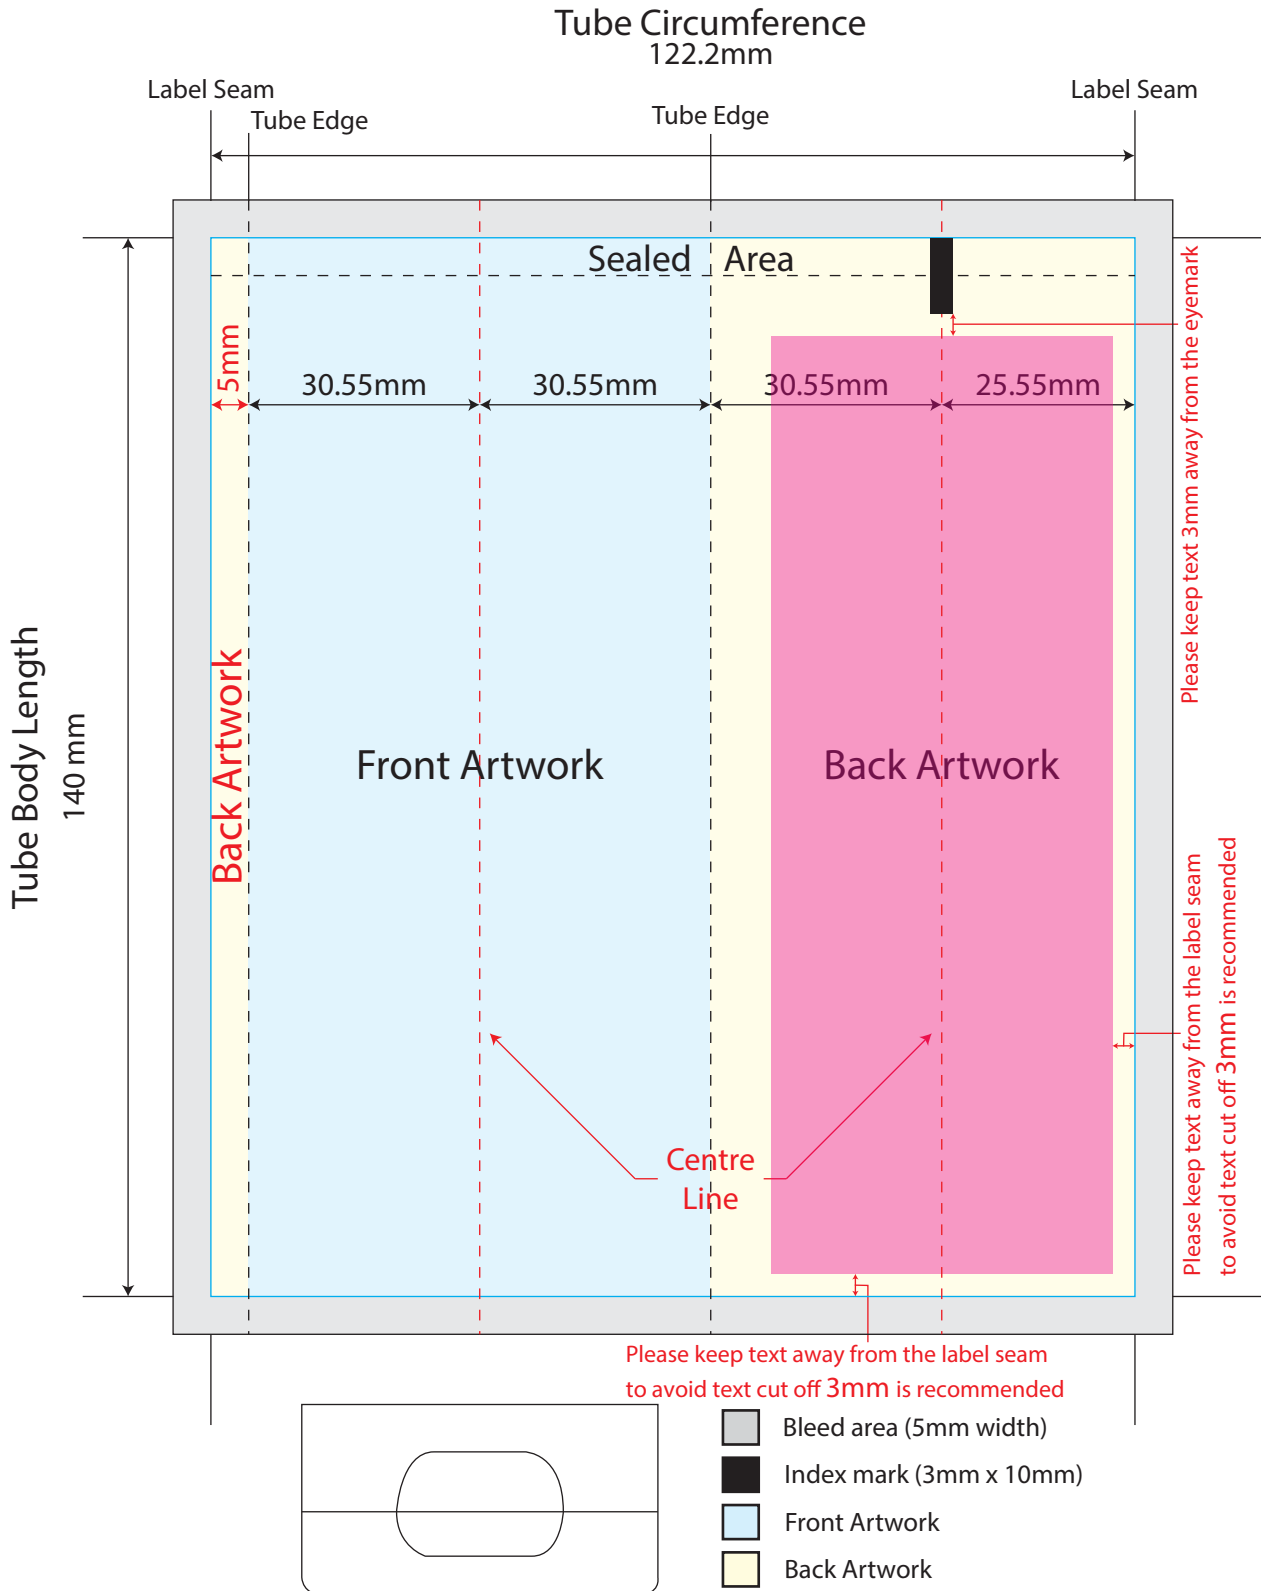 Tube Circumference
122.2mm
Label Seam
Label Seam
Tube Edge
Tube Edge
Sealed Area
5mm
30.55mm
30.55mm
30.55mm
25.55mm
Please keep text 3mm away from the eyemark
Tube Body Length
140 mm
Back Artwork
Front Artwork
Back Artwork
Please keep text away from the label seam
to avoid text cut off 3mm is recommended
Centre
Line
Please keep text away from the label seam
to avoid text cut off 3mm is recommended
Bleed area (5mm width)
Index mark (3mm x 10mm)
Front Artwork
Back Artwork